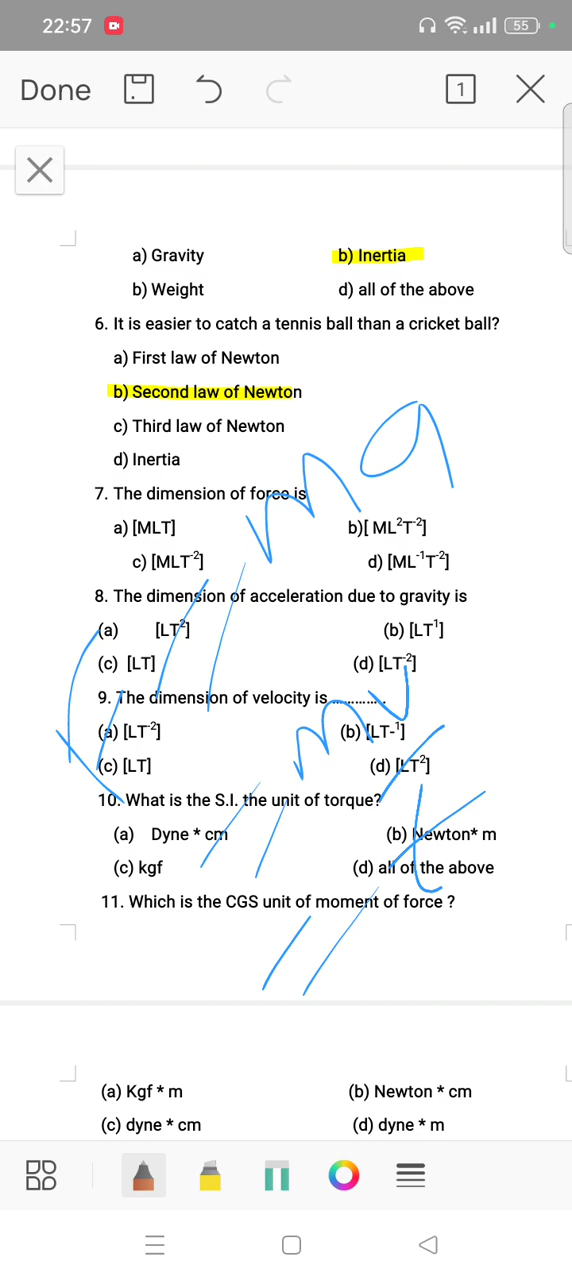 22:57 55
Done 1
a) Gravity b) Inertia
b) Weight d) all of the above
6. It is easier to catch a tennis ball than a cricket ball?
a) First law of Newton
b) Second law of Newton
c) Third law of Newton
d) Inertia
7. The dimension of force is
a) [MLT] b)[ ML²T⁻²]
c) [MLT⁻²] d) [ML⁻¹T⁻²]
8. The dimension of acceleration due to gravity is
(a) [LT²] (b) [LT¹]
(c) [LT] (d) [LT⁻²]
9. The dimension of velocity is............
(a) [LT⁻²] (b) [LT-¹]
(c) [LT] (d) [LT²]
10. What is the S.I. the unit of torque?
(a) Dyne * cm (b) Newton* m
(c) kgf (d) all of the above
11. Which is the CGS unit of moment of force ?
F = ma
= mv
= t
(a) Kgf * m (b) Newton * cm
(c) dyne * cm (d) dyne * m